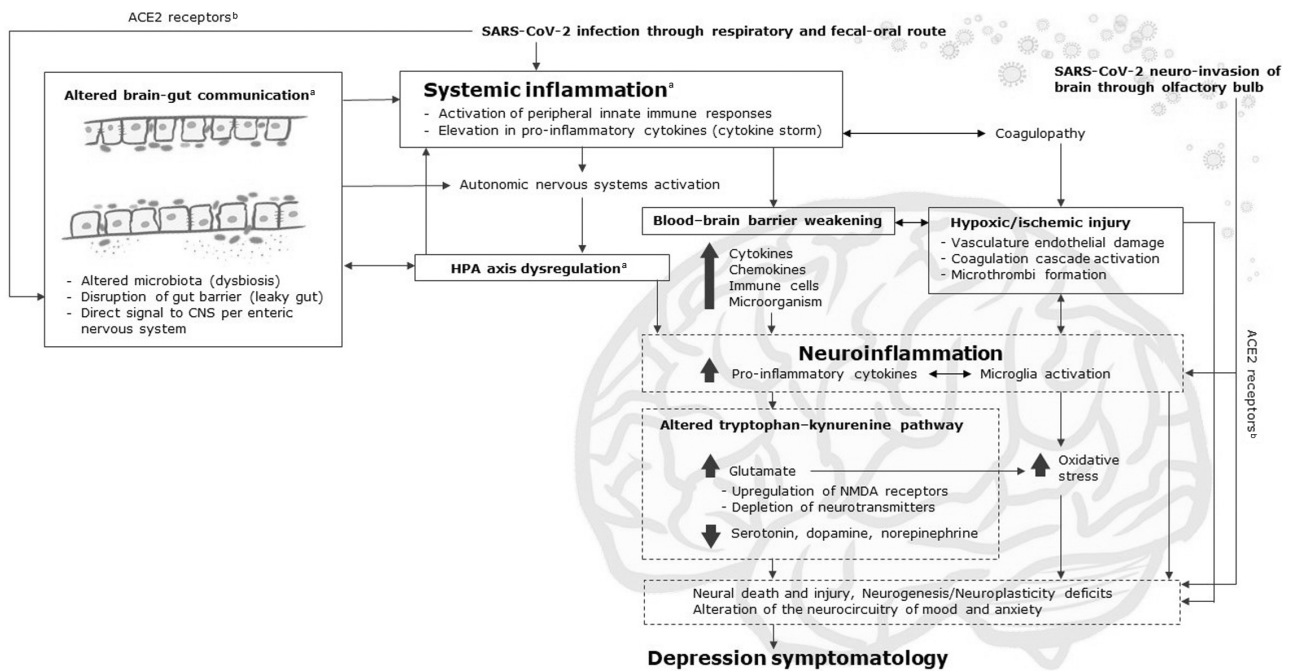 ACE2 receptorsᵇ
SARS-CoV-2 infection through respiratory and fecal-oral route
SARS-CoV-2 neuro-invasion of
brain through olfactory bulb
Altered brain-gut communicationᵃ
- Altered microbiota (dysbiosis)
- Disruption of gut barrier (leaky gut)
- Direct signal to CNS per enteric
nervous system
Systemic inflammationᵃ
- Activation of peripheral innate immune responses
- Elevation in pro-inflammatory cytokines (cytokine storm)
Coagulopathy
Autonomic nervous systems activation
HPA axis dysregulationᵃ
Blood–brain barrier weakening
Cytokines
Chemokines
Immune cells
Microorganism
Hypoxic/ischemic injury
- Vasculature endothelial damage
- Coagulation cascade activation
- Microthrombi formation
Neuroinflammation
Pro-inflammatory cytokines
Microglia activation
ACE2 receptorsᵇ
Altered tryptophan–kynurenine pathway
Glutamate
- Upregulation of NMDA receptors
- Depletion of neurotransmitters
Serotonin, dopamine, norepinephrine
Oxidative
stress
Neural death and injury, Neurogenesis/Neuroplasticity deficits
Alteration of the neurocircuitry of mood and anxiety
Depression symptomatology